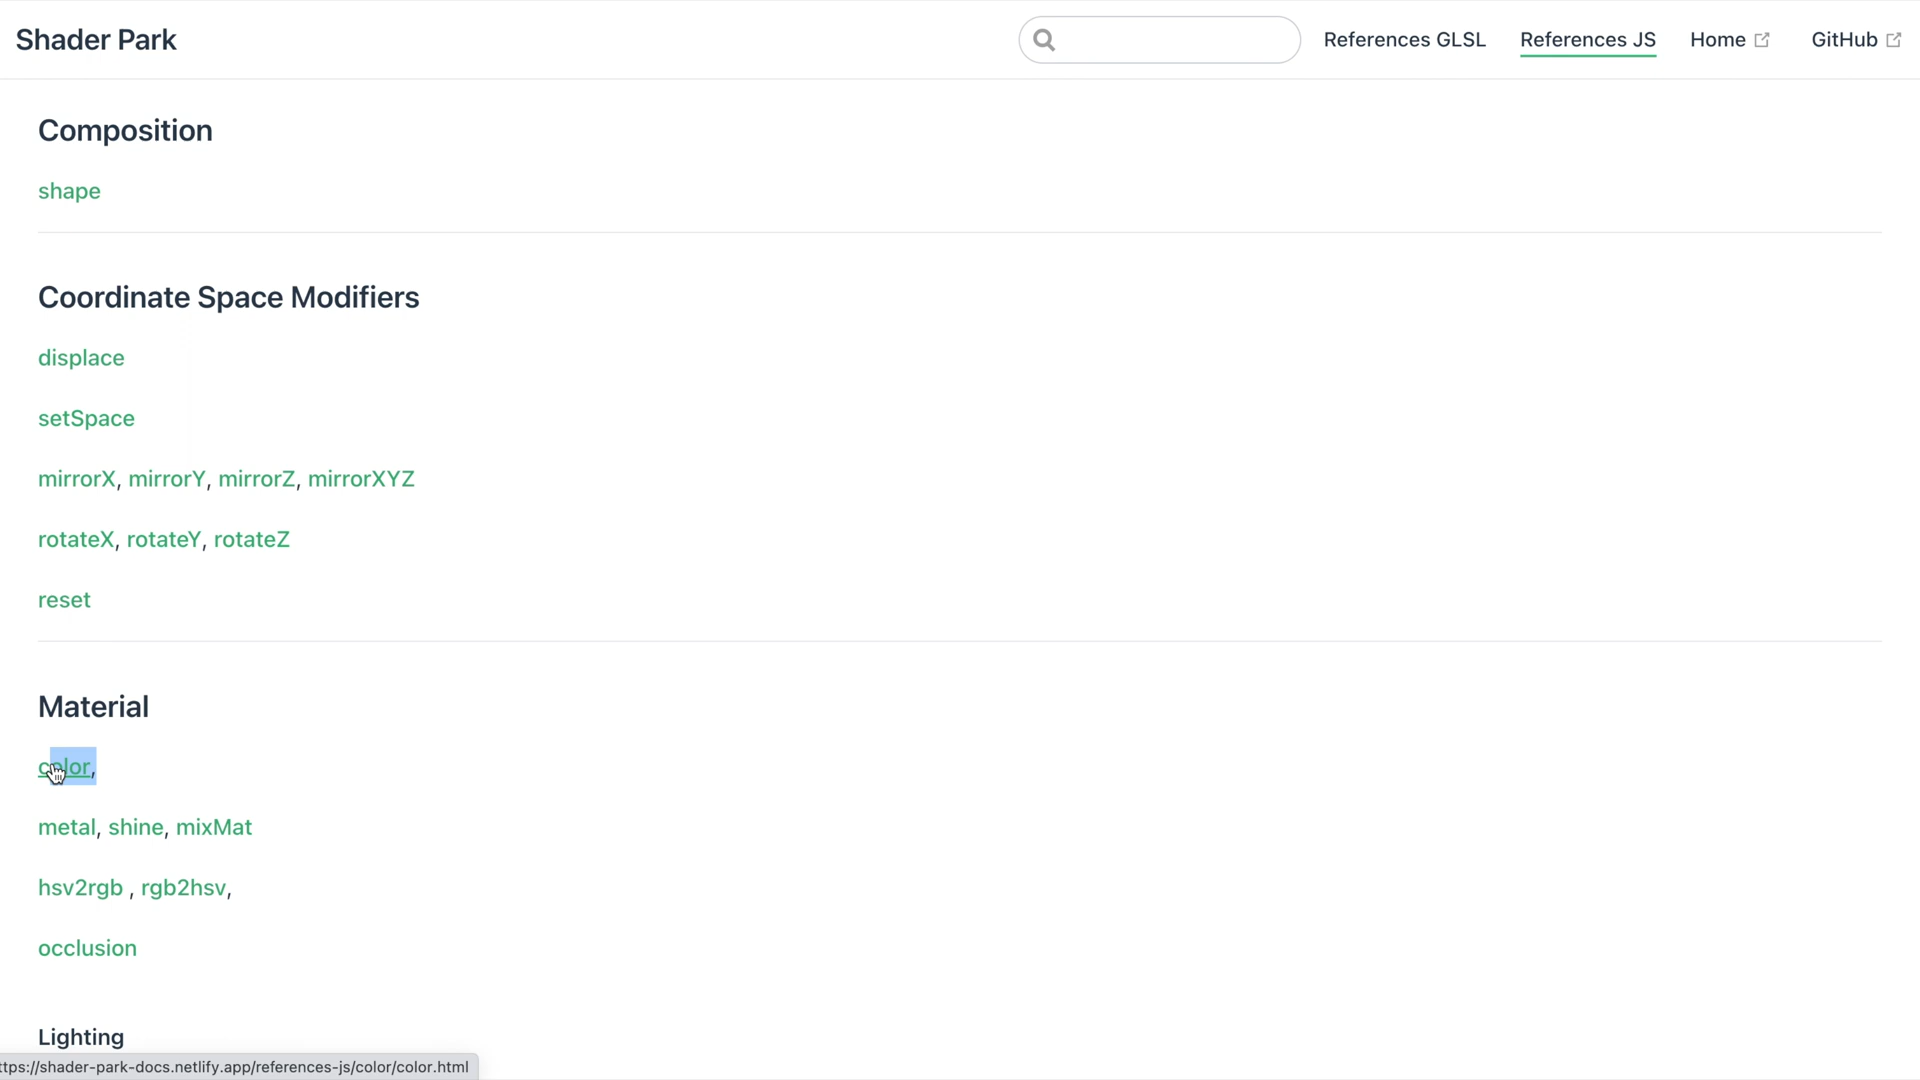 Shader Park
References GLSL References JS Home GitHub
Composition
shape
Coordinate Space Modifiers
displace
setSpace
mirrorX, mirrorY, mirrorZ, mirrorXYZ
rotateX, rotateY, rotateZ
reset
Material
color,
metal, shine, mixMat
hsv2rgb , rgb2hsv,
occlusion
Lighting
ttps://shader-park-docs.netlify.app/references-js/color/color.html